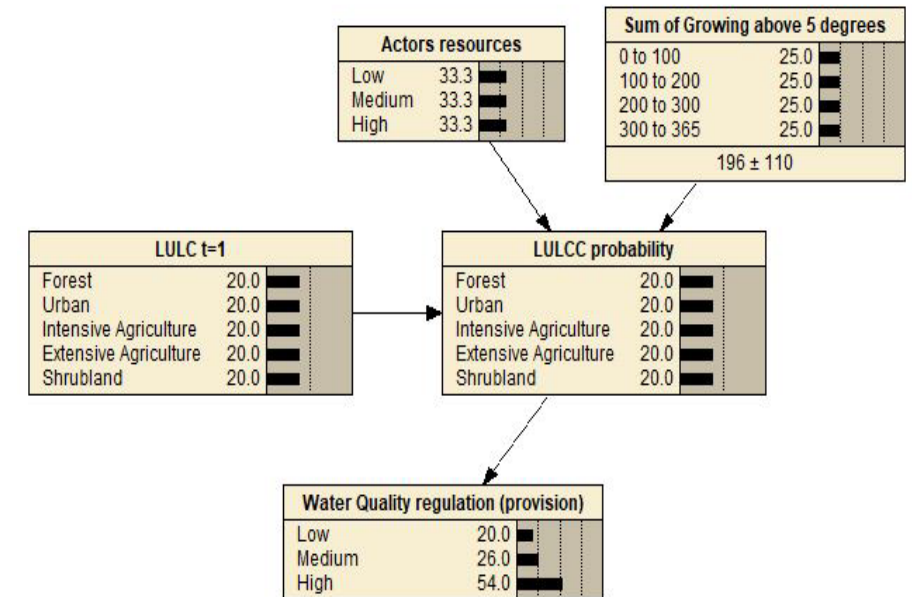 Actors resources
Low 33.3
Medium 33.3
High 33.3
Sum of Growing above 5 degrees
0 to 100 25.0
100 to 200 25.0
200 to 300 25.0
300 to 365 25.0
196 ± 110
LULC t=1
Forest 20.0
Urban 20.0
Intensive Agriculture 20.0
Extensive Agriculture 20.0
Shrubland 20.0
LULCC probability
Forest 20.0
Urban 20.0
Intensive Agriculture 20.0
Extensive Agriculture 20.0
Shrubland 20.0
Water Quality regulation (provision)
Low 20.0
Medium 26.0
High 54.0